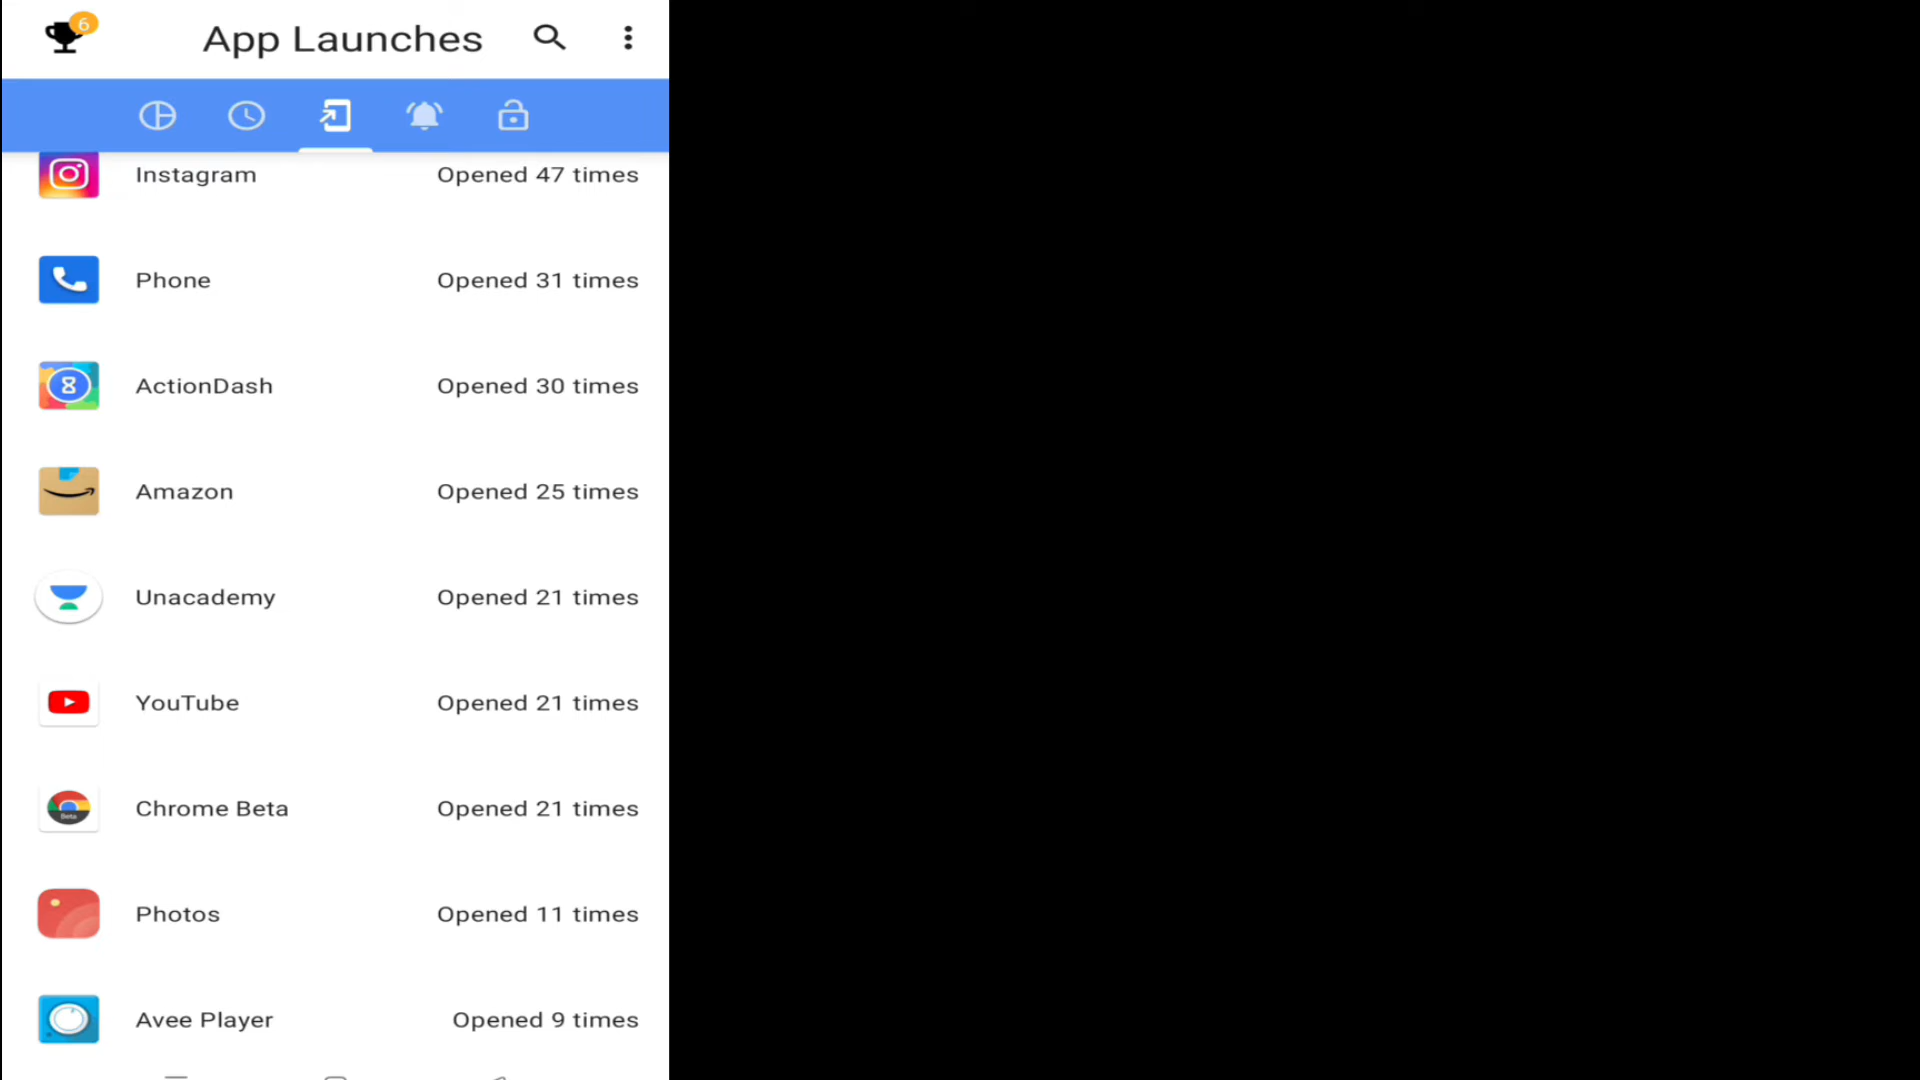 6
App Launches
Instagram Opened 47 times
Phone Opened 31 times
ActionDash Opened 30 times
Amazon Opened 25 times
Unacademy Opened 21 times
YouTube Opened 21 times
Chrome Beta Opened 21 times
Beta
Photos Opened 11 times
Avee Player Opened 9 times